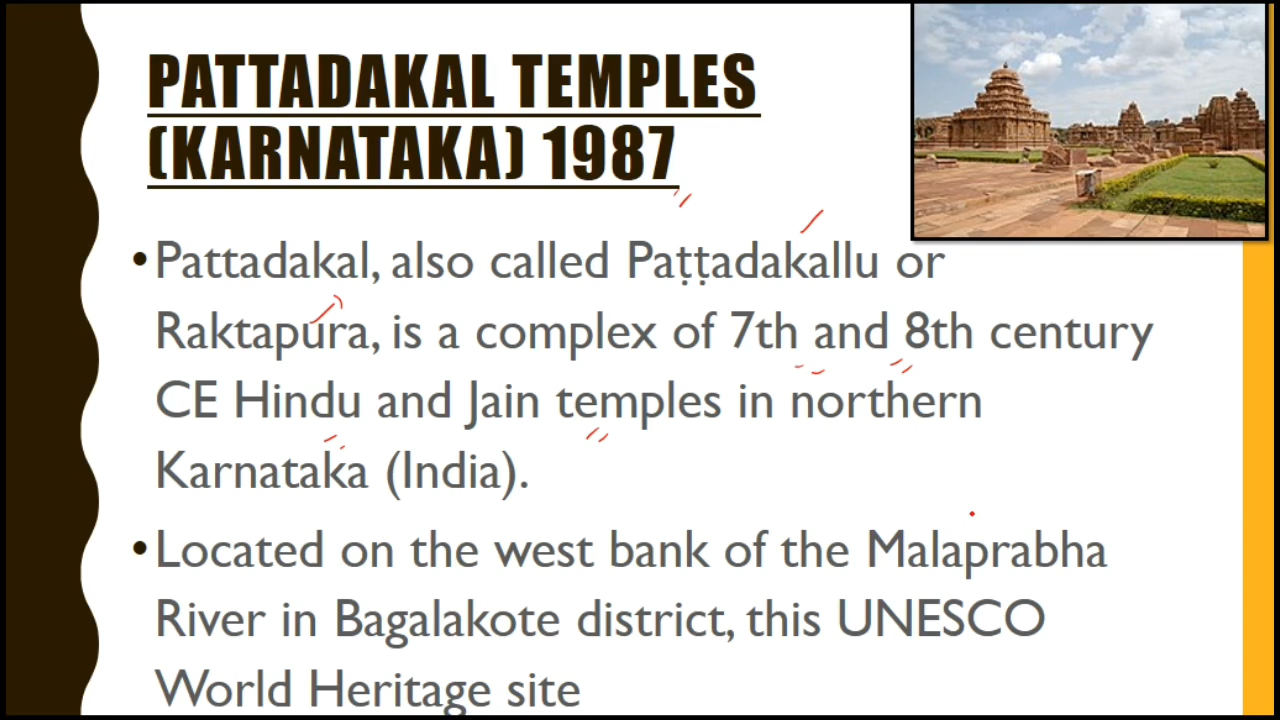 PATTADAKAL TEMPLES
(KARNATAKA) 1987
•Pattadakal, also called Paṭṭadakallu or
Raktapura, is a complex of 7th and 8th century
CE Hindu and Jain temples in northern
Karnataka (India).
•Located on the west bank of the Malaprabha
River in Bagalakote district, this UNESCO
World Heritage site